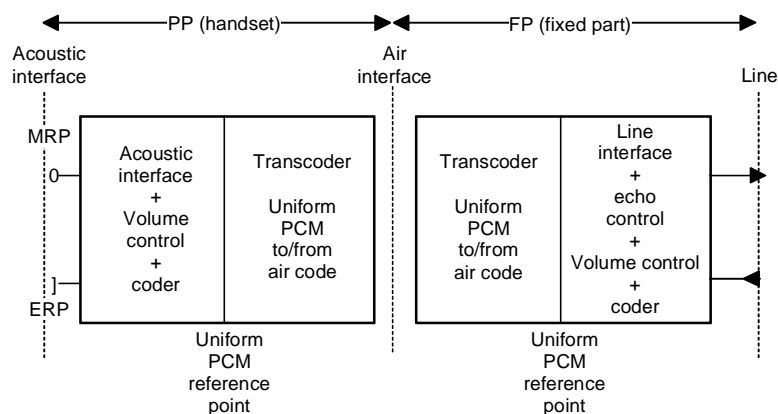 PP (handset)
FP (fixed part)
Acoustic
interface
Air
interface
Line
MRP
0
]
ERP
Acoustic
interface
+
Volume
control
+
coder
Transcoder
Uniform
PCM
to/from
air code
Transcoder
Uniform
PCM
to/from
air code
Line
interface
+
echo
control
+
Volume control
+
coder
Uniform
PCM
reference
point
Uniform
PCM
reference
point